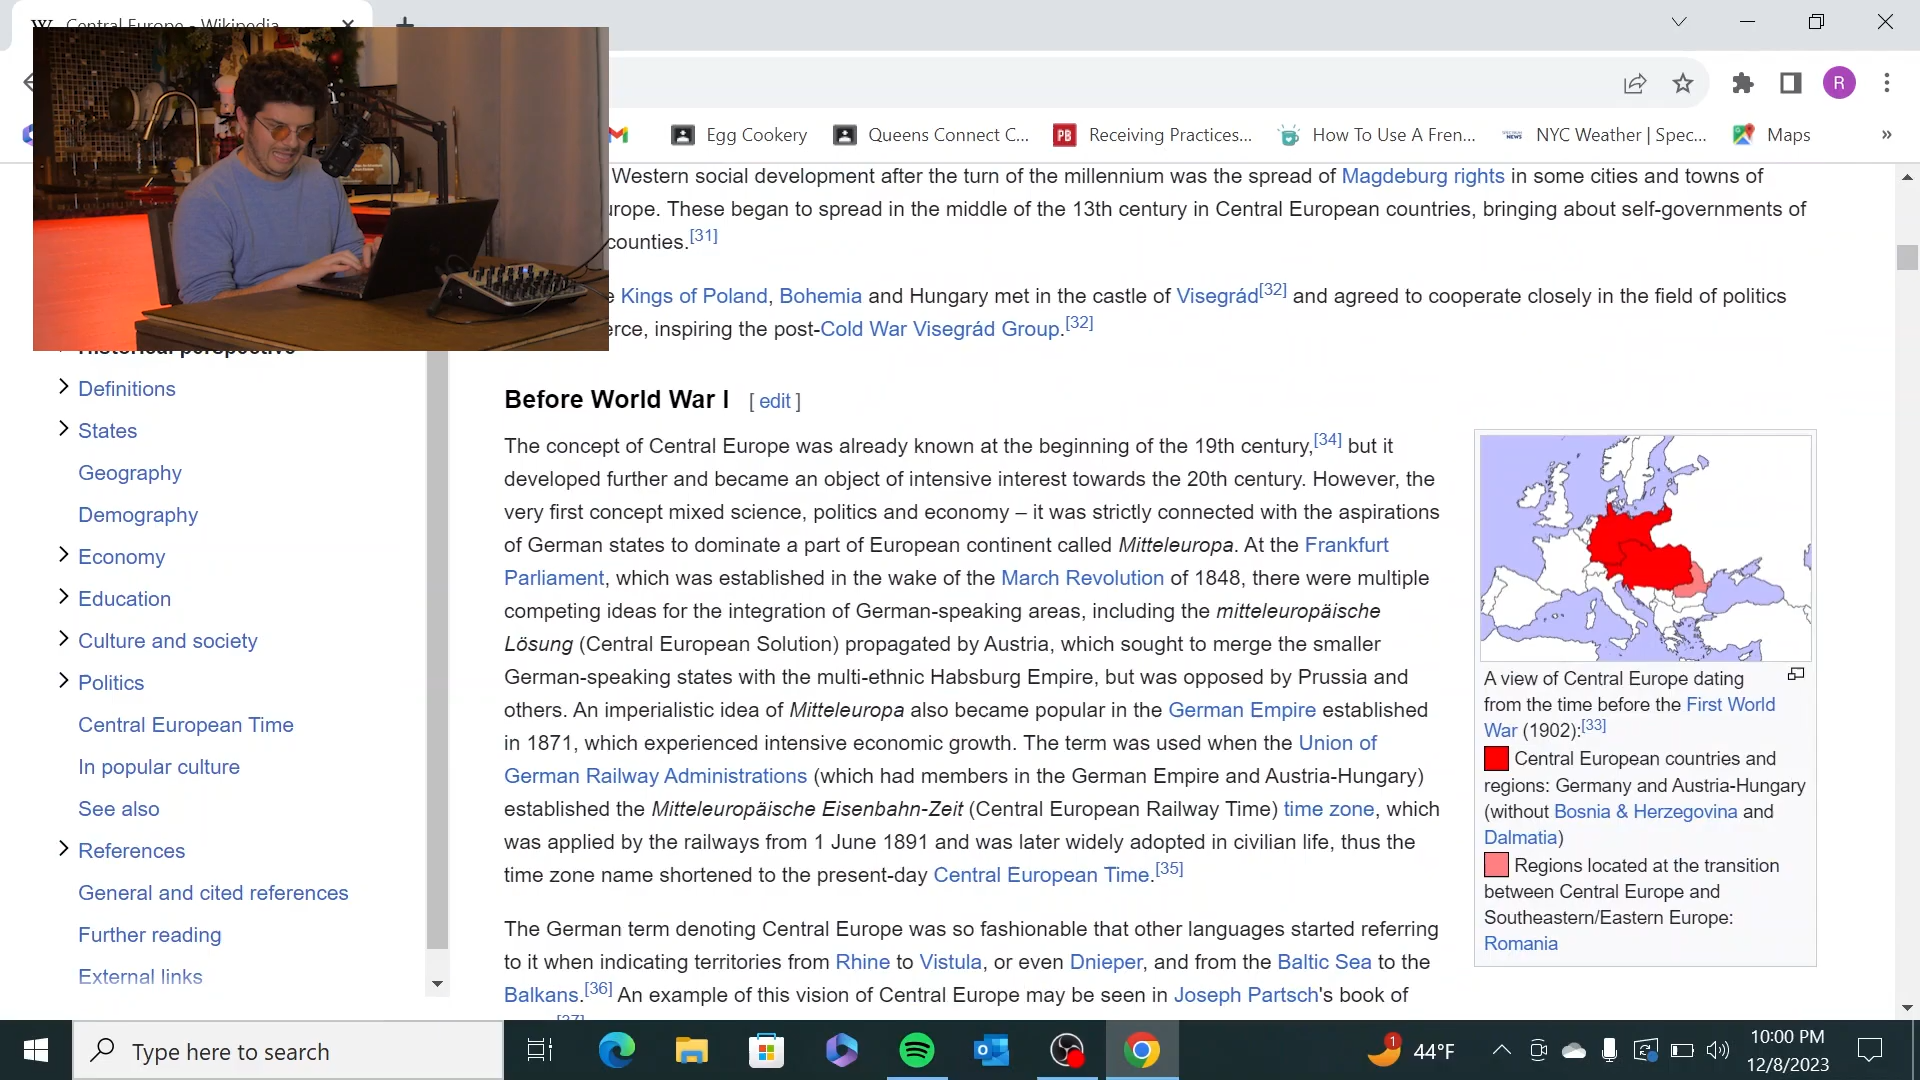 Central Europe - Wikipedia
R
Egg Cookery
Queens Connect C...
PB
Receiving Practices...
How To Use A Fren...
NYC Weather | Spec...
Maps
»
Western social development after the turn of the millennium was the spread of Magdeburg rights in some cities and towns of
urope. These began to spread in the middle of the 13th century in Central European countries, bringing about self-governments of
counties.[31]
e Kings of Poland, Bohemia and Hungary met in the castle of Visegrád[32] and agreed to cooperate closely in the field of politics
erce, inspiring the post-Cold War Visegrád Group.[32]
Historical perspective
Definitions
States
Geography
Demography
Economy
Education
Culture and society
Politics
Central European Time
In popular culture
See also
References
General and cited references
Further reading
External links
Before World War I [ edit ]
The concept of Central Europe was already known at the beginning of the 19th century,[34] but it
developed further and became an object of intensive interest towards the 20th century. However, the
very first concept mixed science, politics and economy – it was strictly connected with the aspirations
of German states to dominate a part of European continent called Mitteleuropa. At the Frankfurt
Parliament, which was established in the wake of the March Revolution of 1848, there were multiple
competing ideas for the integration of German-speaking areas, including the mitteleuropäische
Lösung (Central European Solution) propagated by Austria, which sought to merge the smaller
German-speaking states with the multi-ethnic Habsburg Empire, but was opposed by Prussia and
others. An imperialistic idea of Mitteleuropa also became popular in the German Empire established
in 1871, which experienced intensive economic growth. The term was used when the Union of
German Railway Administrations (which had members in the German Empire and Austria-Hungary)
established the Mitteleuropäische Eisenbahn-Zeit (Central European Railway Time) time zone, which
was applied by the railways from 1 June 1891 and was later widely adopted in civilian life, thus the
time zone name shortened to the present-day Central European Time.[35]
The German term denoting Central Europe was so fashionable that other languages started referring
to it when indicating territories from Rhine to Vistula, or even Dnieper, and from the Baltic Sea to the
Balkans.[36] An example of this vision of Central Europe may be seen in Joseph Partsch's book of
[37]
A view of Central Europe dating
from the time before the First World
War (1902):[33]
Central European countries and
regions: Germany and Austria-Hungary
(without Bosnia & Herzegovina and
Dalmatia)
Regions located at the transition
between Central Europe and
Southeastern/Eastern Europe:
Romania
Type here to search
1
44°F
10:00 PM
12/8/2023